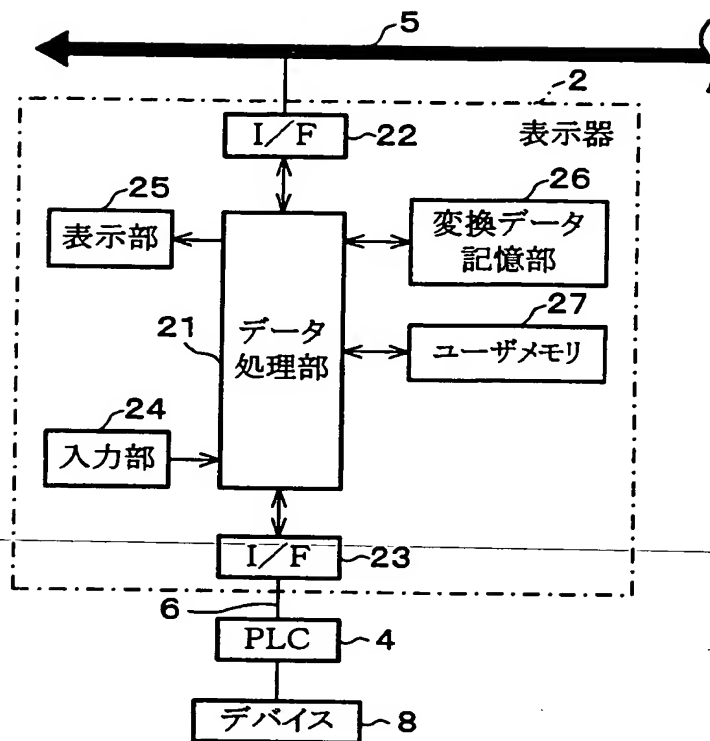 5
2
I/F
22
表示器
25
表示部
26
変換データ
記憶部
21
データ
処理部
27
ユーザメモリ
24
入力部
I/F
23
6
PLC
4
デバイス
8